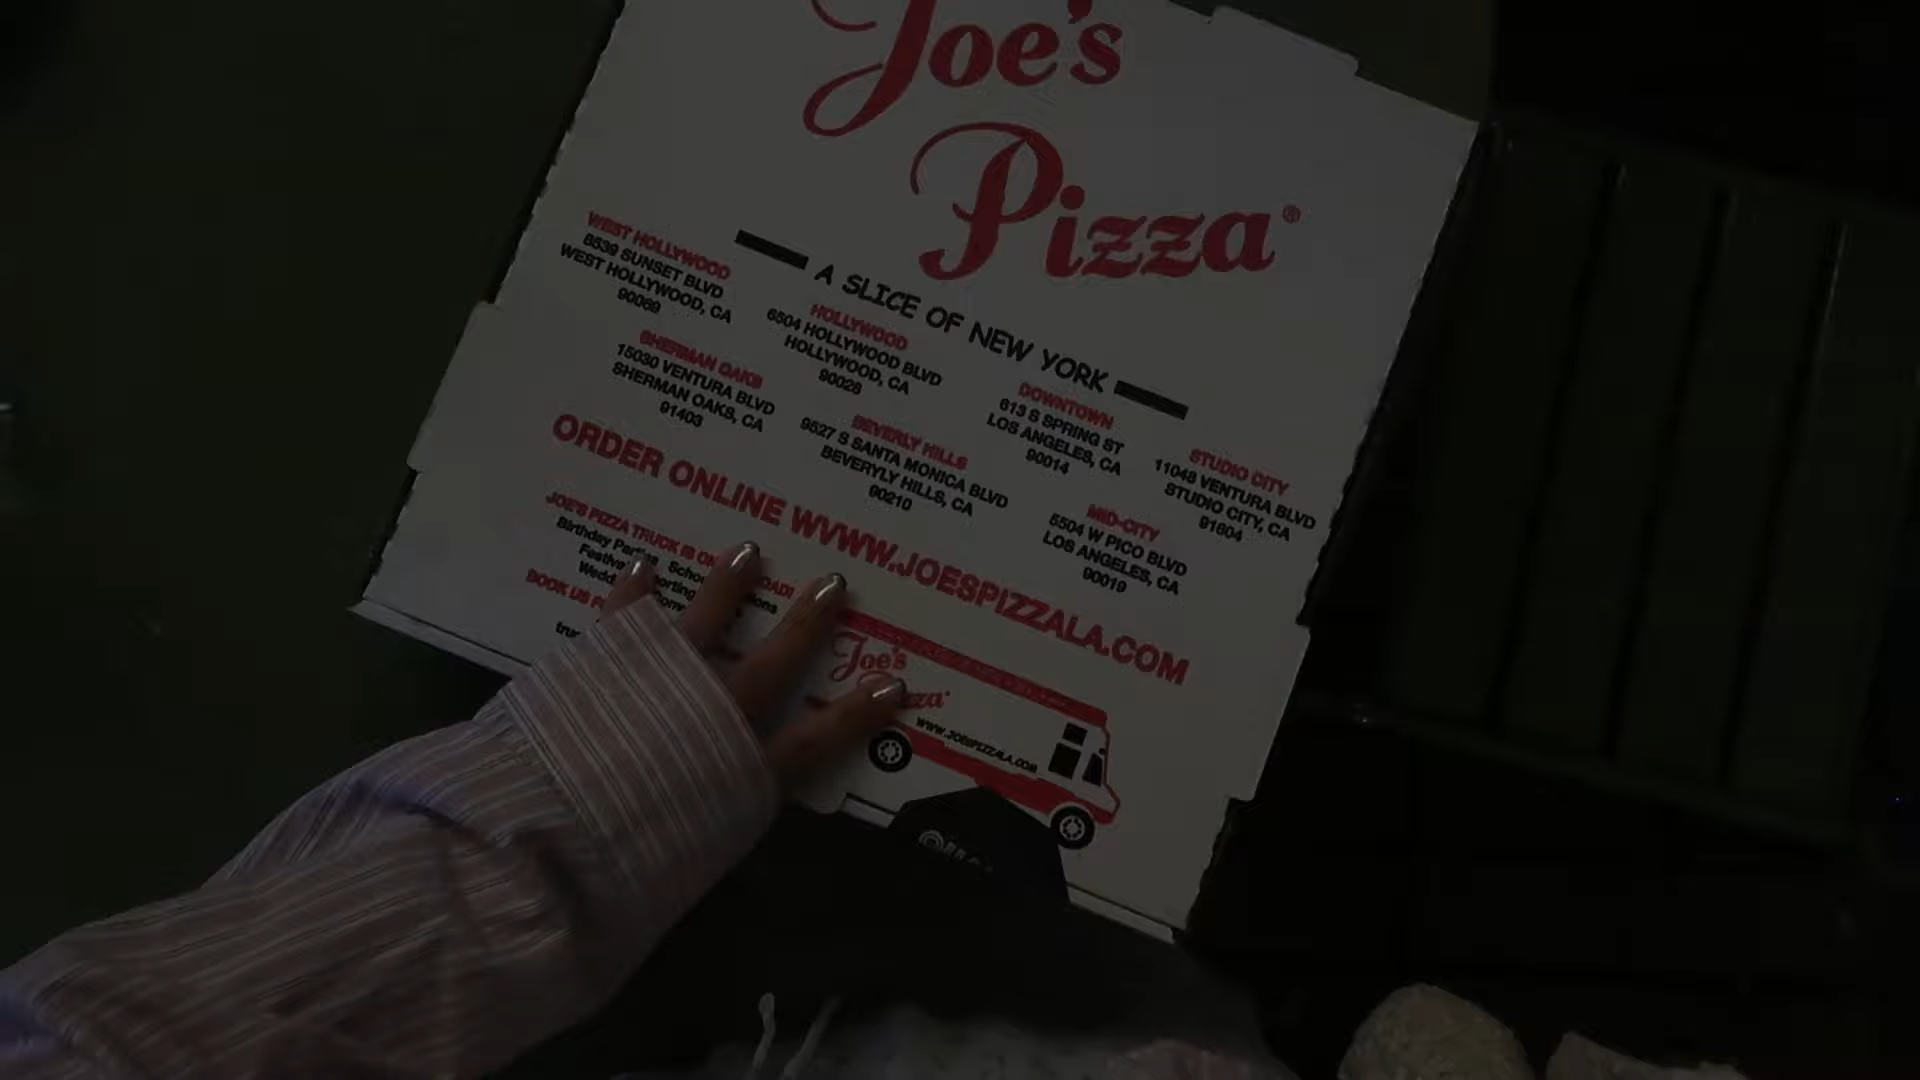 Joe's
Pizza®
A SLICE OF NEW YORK
WEST HOLLYWOOD
8539 SUNSET BLVD
WEST HOLLYWOOD, CA
90069
HOLLYWOOD
6504 HOLLYWOOD BLVD
HOLLYWOOD, CA
90028
DOWNTOWN
613 S SPRING ST
LOS ANGELES, CA
90014
STUDIO CITY
11048 VENTURA BLVD
STUDIO CITY, CA
91604
SHERMAN OAKS
15030 VENTURA BLVD
SHERMAN OAKS, CA
91403
BEVERLY HILLS
9527 S SANTA MONICA BLVD
BEVERYLY HILLS, CA
90210
MID-CITY
5504 W PICO BLVD
LOS ANGELES, CA
90019
ORDER ONLINE WWW.JOESPIZZALA.COM
JOE'S PIZZA TRUCK IS ON
Birthday
BOOK US
Joe's
WWW.JOESPIZZALA.COM